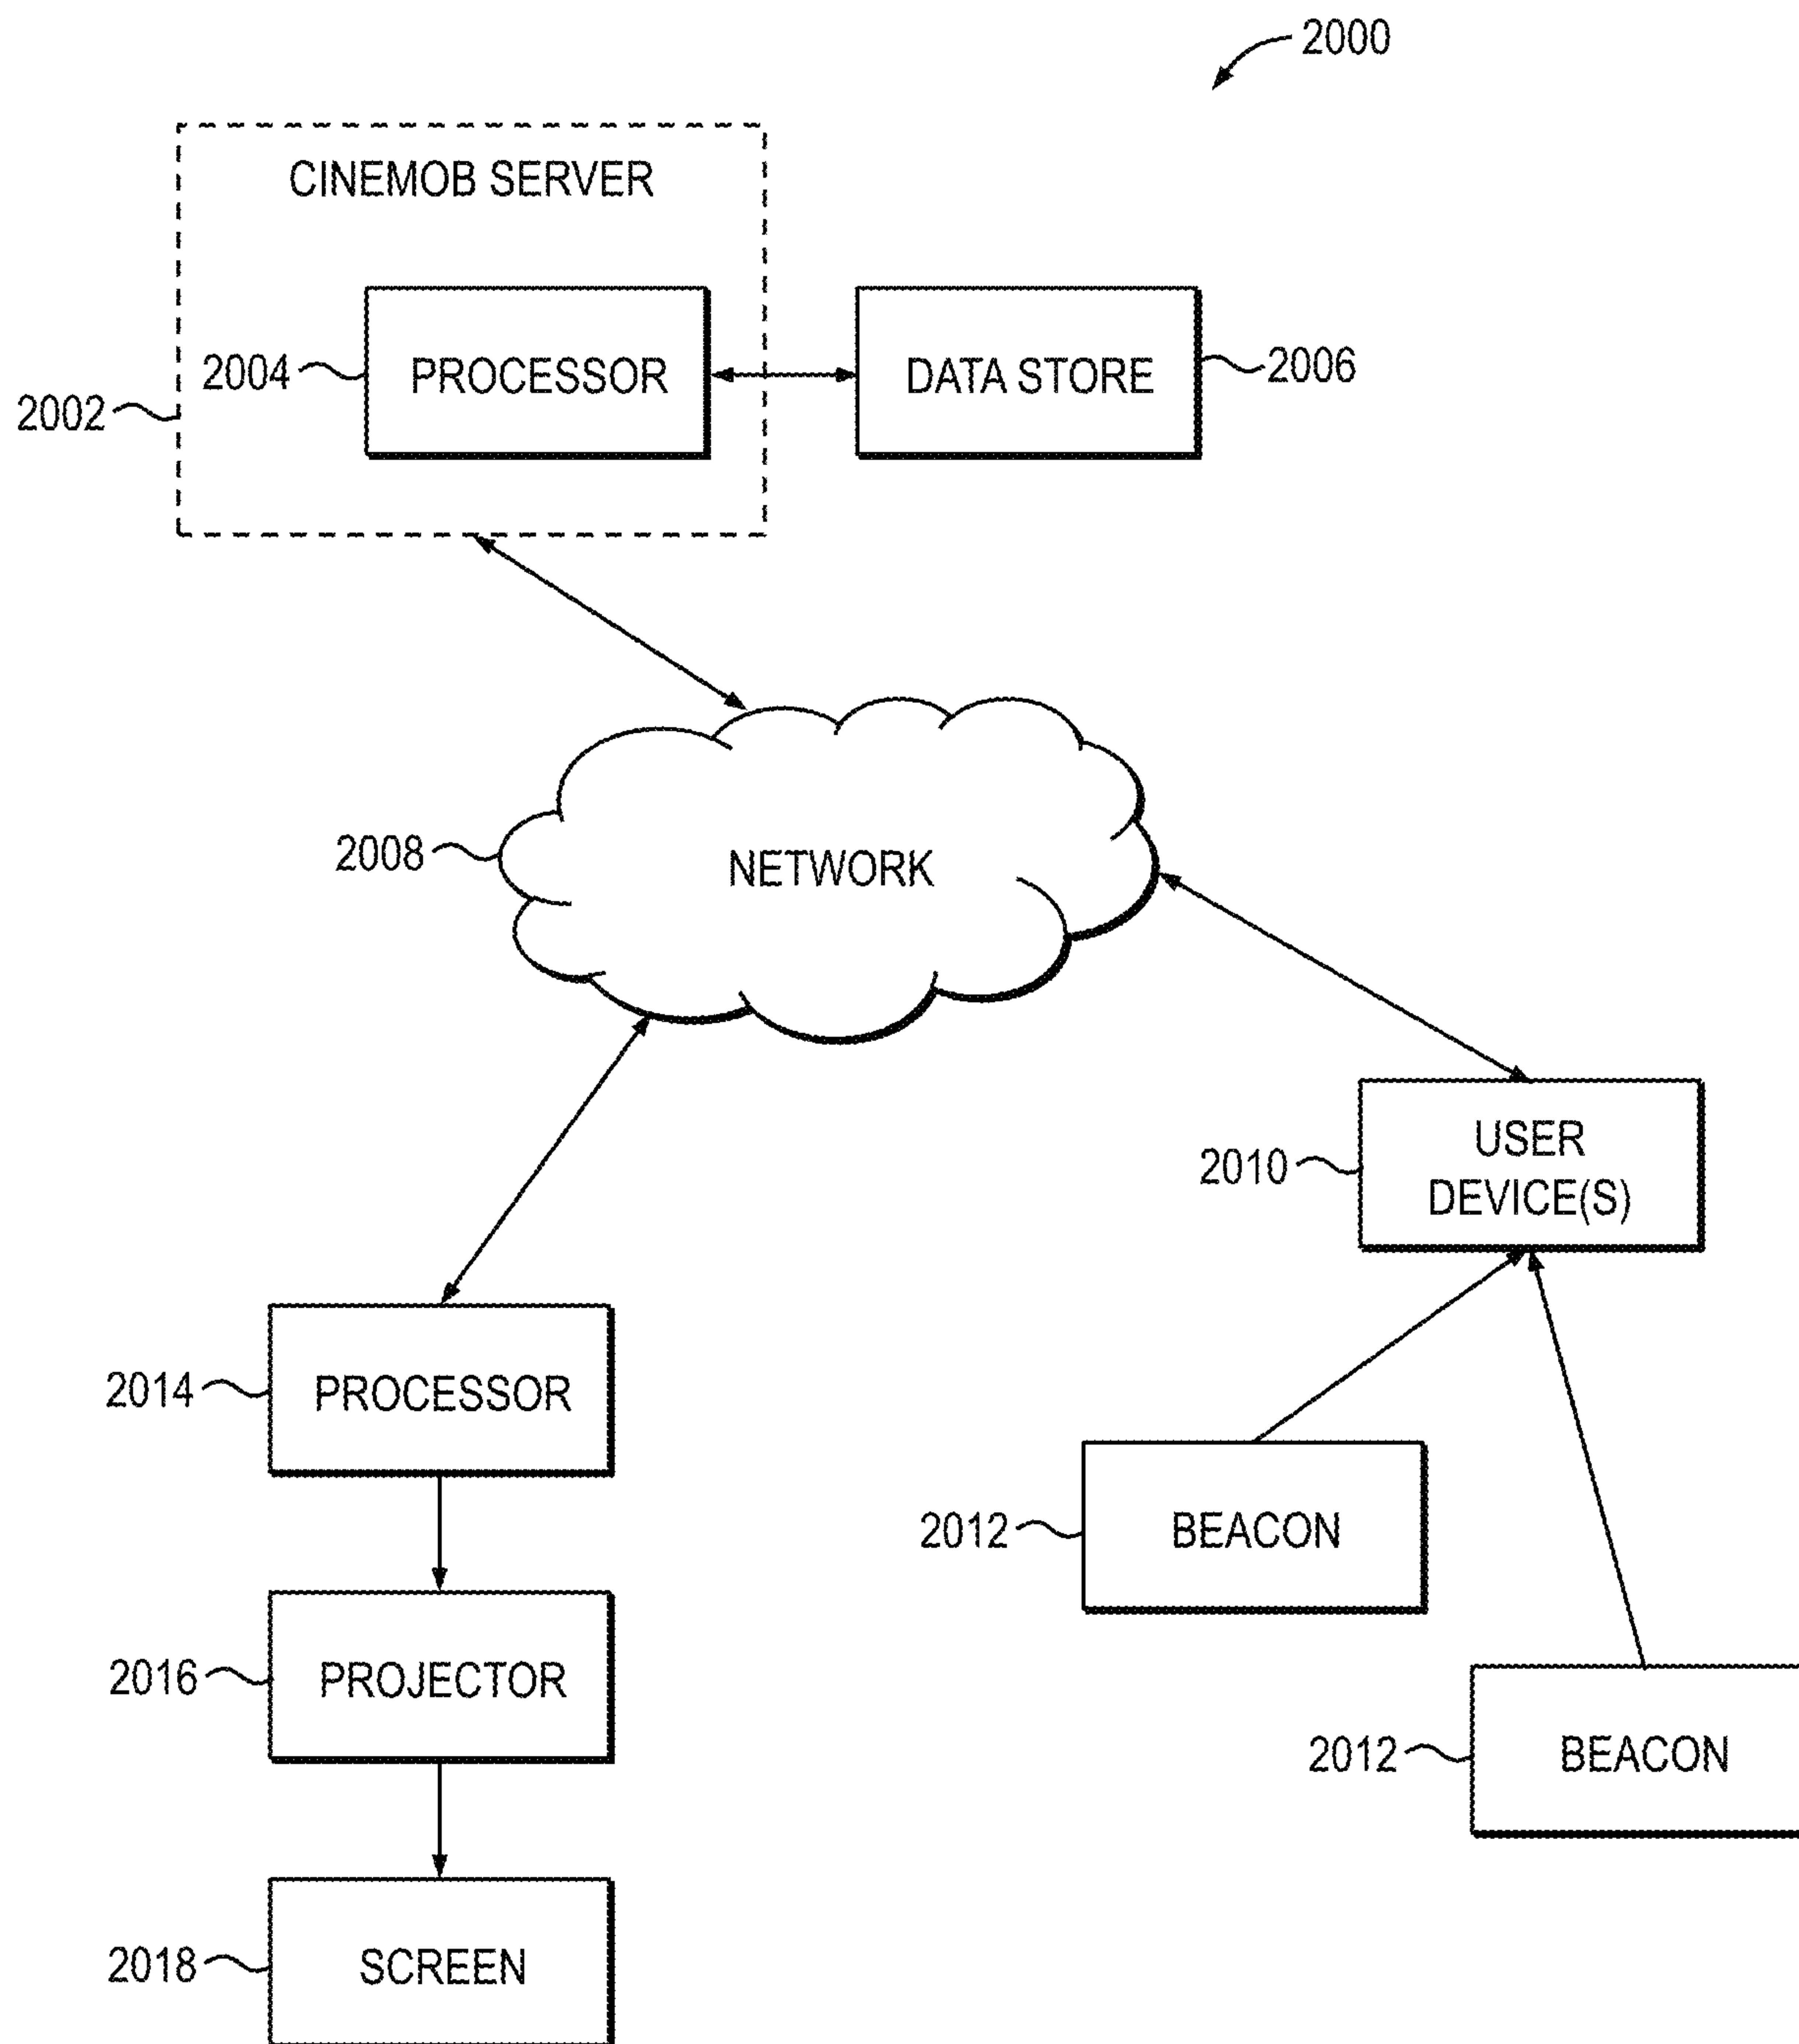 2000
CINEMOB SERVER
2004
PROCESSOR
DATA STORE
2006
2002
2008
NETWORK
2010
USER
DEVICE(S)
2014
PROCESSOR
2012
BEACON
2016
PROJECTOR
2012
BEACON
2018
SCREEN